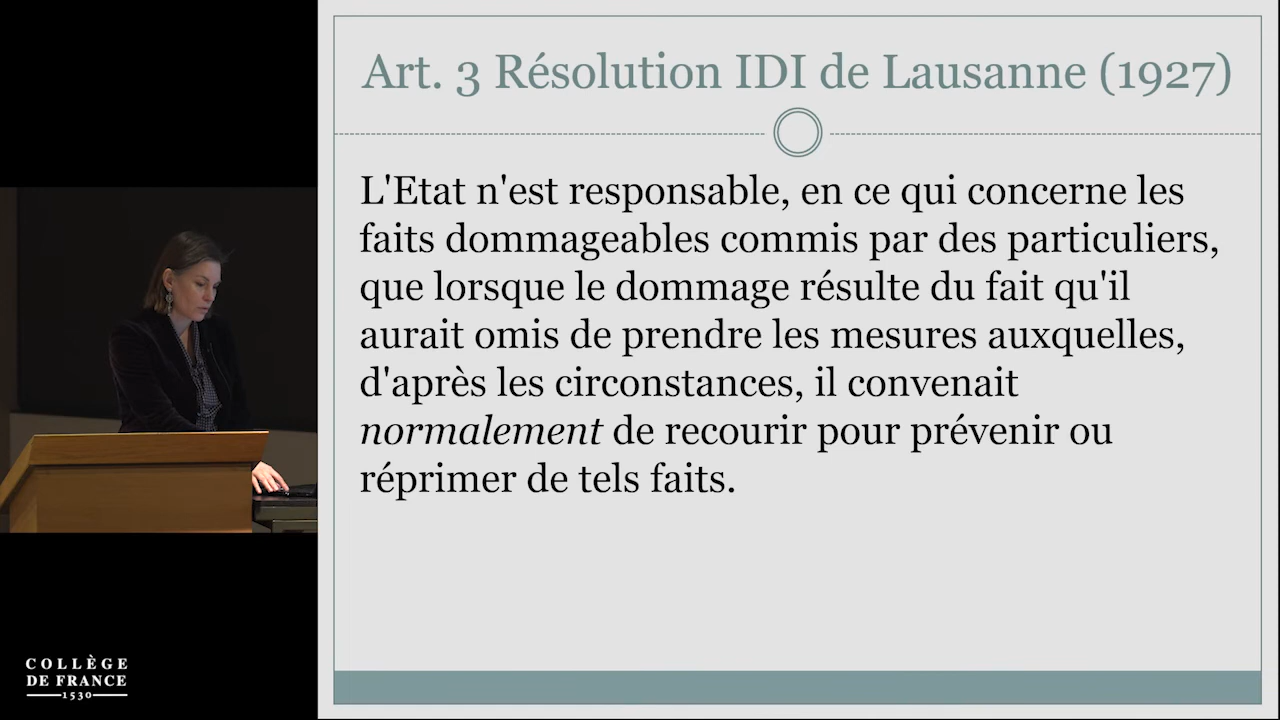 Art. 3 Résolution IDI de Lausanne (1927)
L'Etat n'est responsable, en ce qui concerne les
faits dommageables commis par des particuliers,
que lorsque le dommage résulte du fait qu'il
aurait omis de prendre les mesures auxquelles,
d'après les circonstances, il convenait
normalement de recourir pour prévenir ou
réprimer de tels faits.
COLLÈGE
DE FRANCE
1530